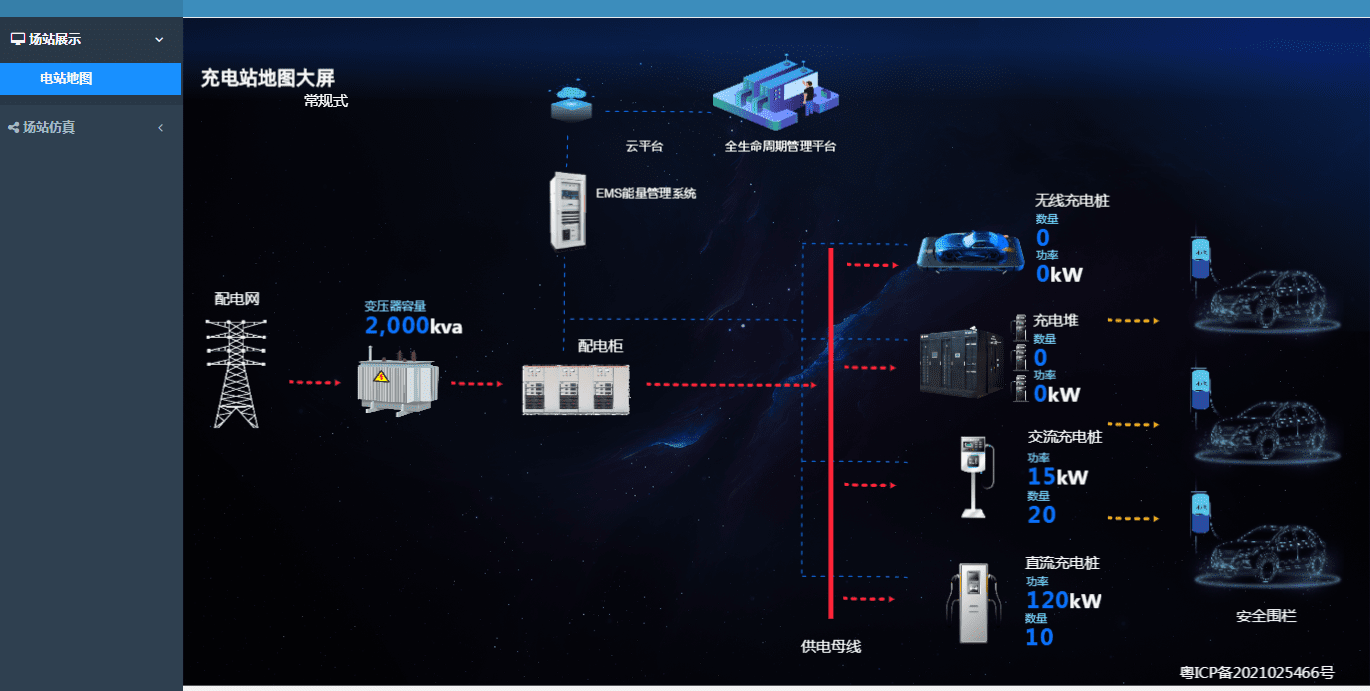 场站展示
电站地图
场站仿真
充电站地图大屏
常规式
云平台
全生命周期管理平台
EMS能量管理系统
配电网
变压器容量
2,000kva
配电柜
供电母线
无线充电桩
数量
0
功率
0kW
充电堆
数量
0
功率
0kW
交流充电桩
功率
15kW
数量
20
直流充电桩
功率
120kW
数量
10
安全围栏
粤ICP备2021025466号